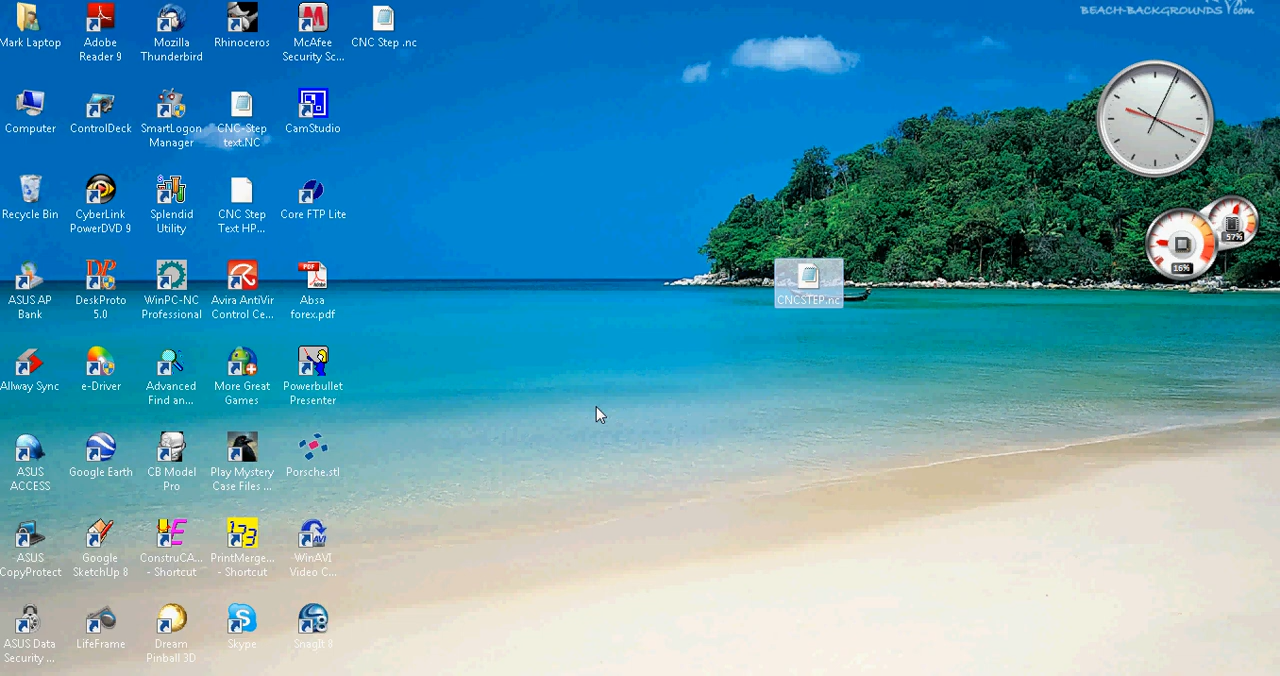 BEACH-BACKGROUNDS.com
Mark Laptop
Adobe
Reader 9
Mozilla
Thunderbird
Rhinoceros
McAfee
Security Sc...
CNC Step .nc
Computer
ControlDeck
SmartLogon
Manager
CNC-Step
text.NC
CamStudio
Recycle Bin
CyberLink
PowerDVD 9
Splendid
Utility
CNC Step
Text HP...
Core FTP Lite
57%
16%
ASUS AP
Bank
DeskProto
5.0
WinPC-NC
Professional
Avira AntiVir
Control Ce...
PDF
Absa
forex.pdf
CNCSTEP.nc
Allway Sync
e-Driver
Advanced
Find an...
More Great
Games
Powerbullet
Presenter
ASUS
ACCESS
Google Earth
CB Model
Pro
Play Mystery
Case Files ...
Porsche.stl
ASUS
CopyProtect
Google
SketchUp 8
ConstruCA...
- Shortcut
173
PrintMerge...
- Shortcut
AVI
WinAVI
Video C...
ASUS Data
Security ...
LifeFrame
Dream
Pinball 3D
Skype
SnagIt 8